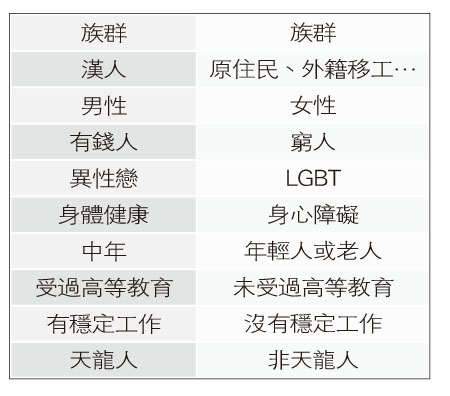 族群 族群
漢人 原住民、外籍移工…
男性 女性
有錢人 窮人
異性戀 LGBT
身體健康 身心障礙
中年 年輕人或老人
受過高等教育 未受過高等教育
有穩定工作 沒有穩定工作
天龍人 非天龍人